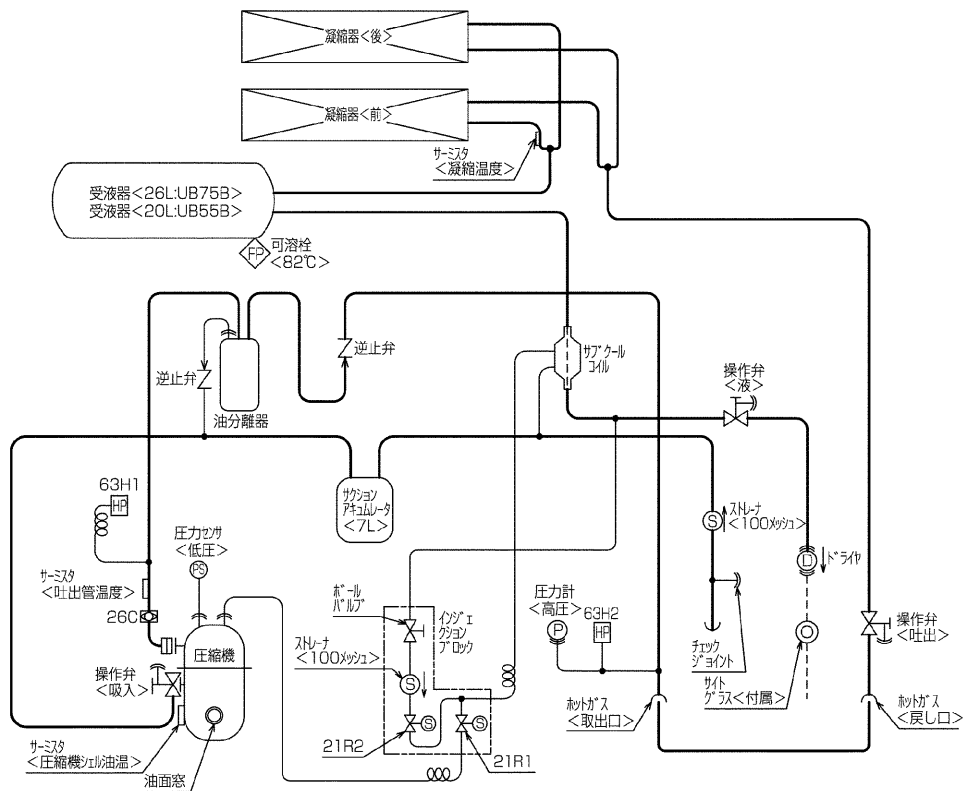 凝縮器<後>
凝縮器<前>
サーミスタ
<凝縮温度>
受液器<26L:UB75B>
受液器<20L:UB55B>
FP
可溶栓
<82℃>
逆止弁
逆止弁
油分離器
サブクール
コイル
操作弁
<液>
63H1
HP
サクション
アキュムレータ
<7L>
S
ストレーナ
<100メッシュ>
圧力センサ
<低圧>
PS
サーミスタ
<吐出管温度>
26C
D
ドライヤ
ボール
バルブ
インジェ
クション
ブロック
圧力計
<高圧>
P
63H2
HP
操作弁
<吐出>
圧縮機
ストレーナ
<100メッシュ>
S
チェック
ジョイント
サイト
グラス<付属>
操作弁
<吸入>
S
S
ホットガス
<取出口>
ホットガス
<戻し口>
サーミスタ
<圧縮機シェル油温>
油面窓
21R2
21R1